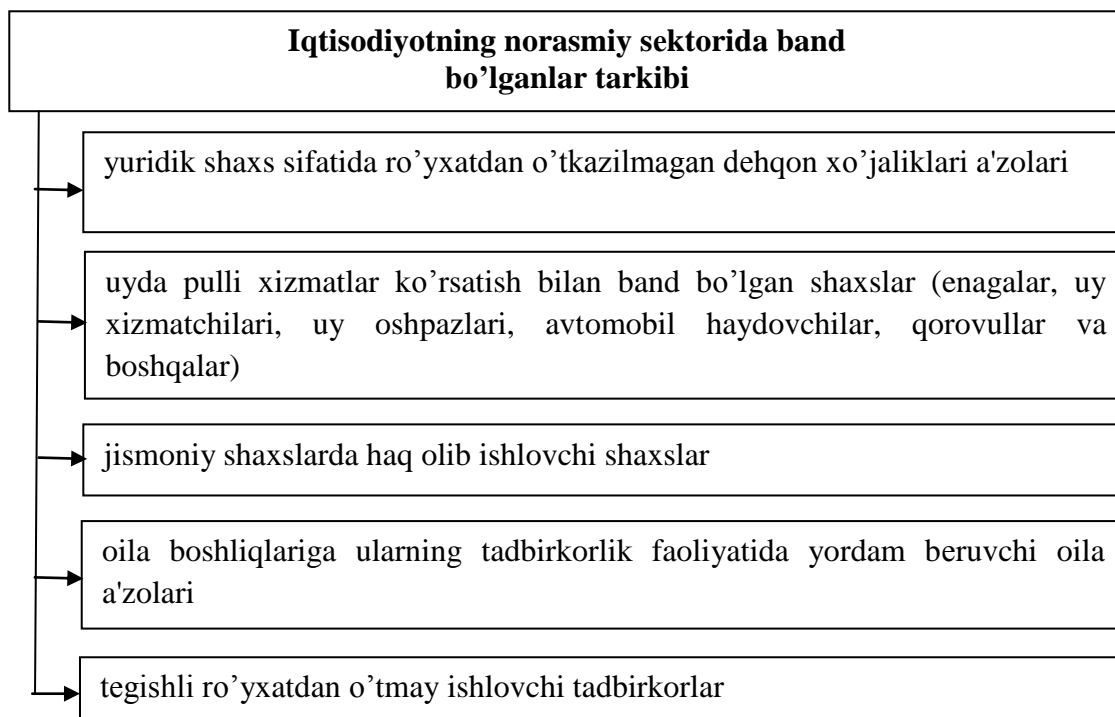 Iqtisodiyotning norasmiy sektorida band
bo’lganlar tarkibi
yuridik shaxs sifatida ro’yxatdan o’tkazilmagan dehqon xo’jaliklari a'zolari
uyda pulli xizmatlar ko’rsatish bilan band bo’lgan shaxslar (enagalar, uy
xizmatchilari, uy oshpazlari, avtomobil haydovchilar, qorovullar va
boshqalar)
jismoniy shaxslarda haq olib ishlovchi shaxslar
oila boshliqlariga ularning tadbirkorlik faoliyatida yordam beruvchi oila
a'zolari
tegishli ro’yxatdan o’tmay ishlovchi tadbirkorlar